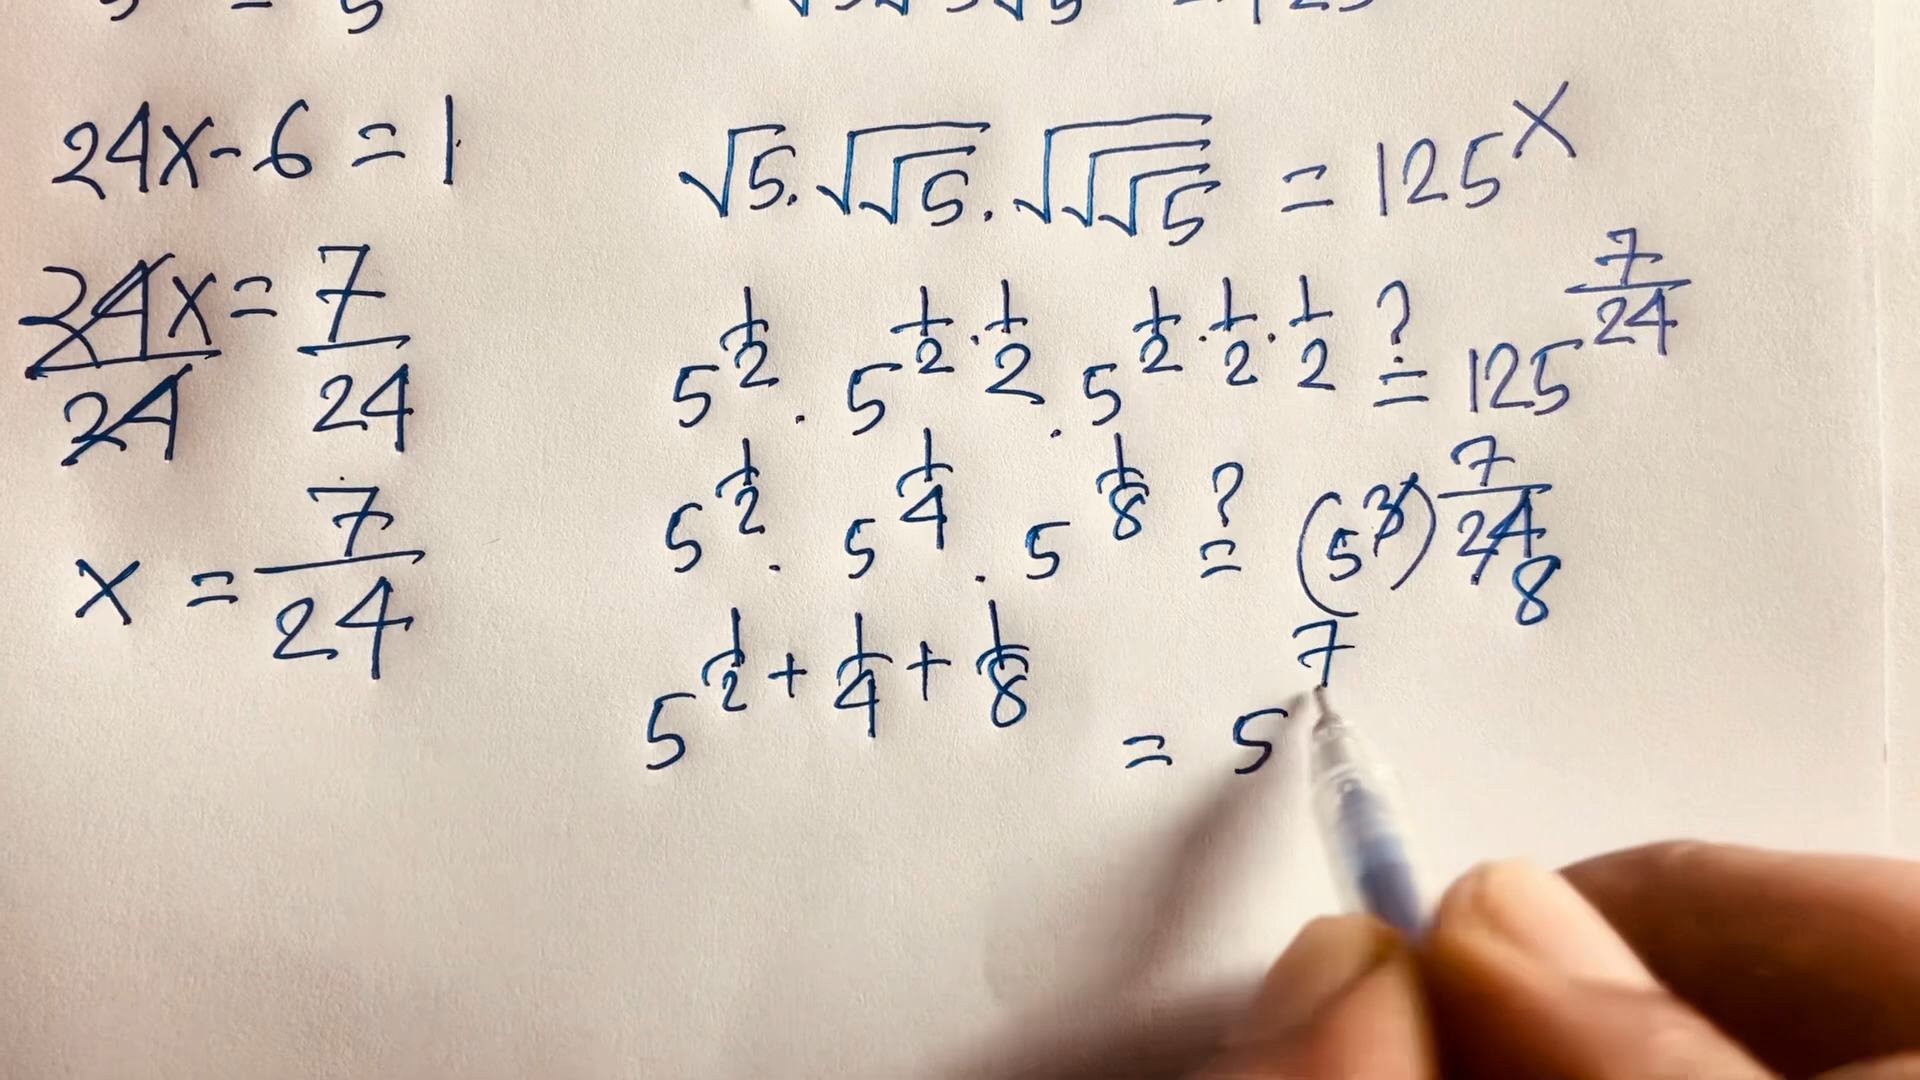 24x - 6 = 1
24x/24 = 7/24
x = 7/24
√5 . √√5 . √√√5 = 125^x
5^(1/2) . 5^(1/2 · 1/2) . 5^(1/2 · 1/2 · 1/2) ?= 125^(7/24)
5^(1/2) . 5^(1/4) . 5^(1/8) ?= (5^3)^(7/24) 8
5^(1/2 + 1/4 + 1/8) = 5^7